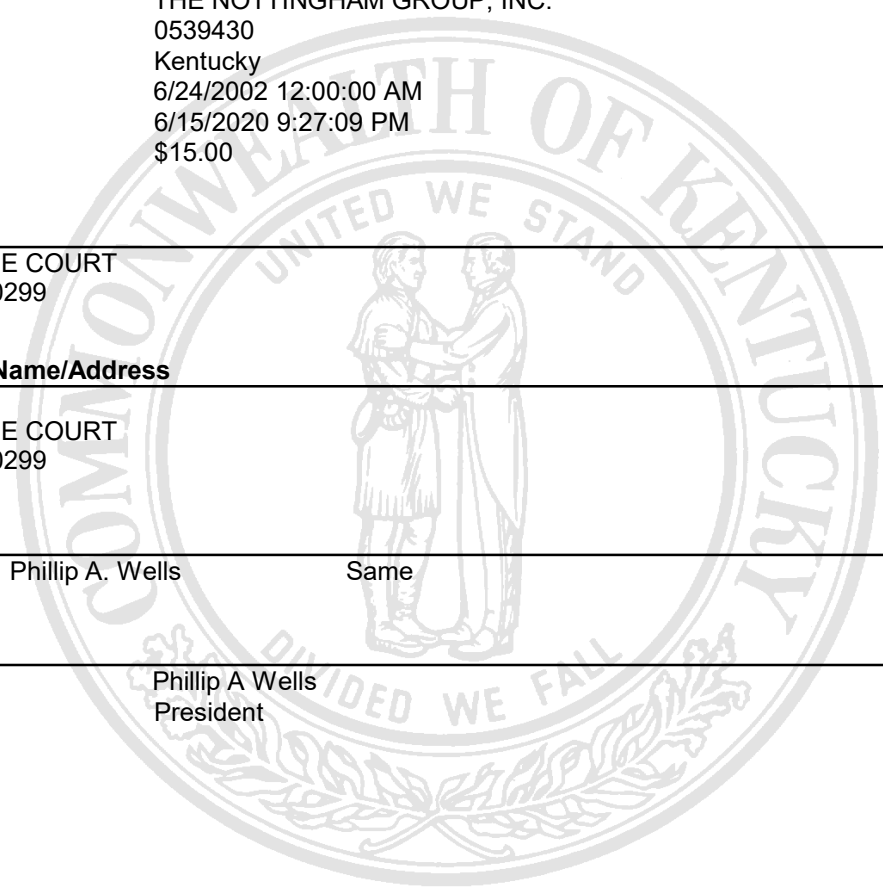 THE NOTTINGHAM GROUP, INC.
0539430
Kentucky
6/24/2002 12:00:00 AM
6/15/2020 9:27:09 PM
$15.00
COMMONWEALTH OF KENTUCKY
UNITED WE STAND
E COURT
0299
Name/Address
E COURT
0299
Phillip A. Wells Same
Phillip A Wells
President
DIVIDED WE FALL